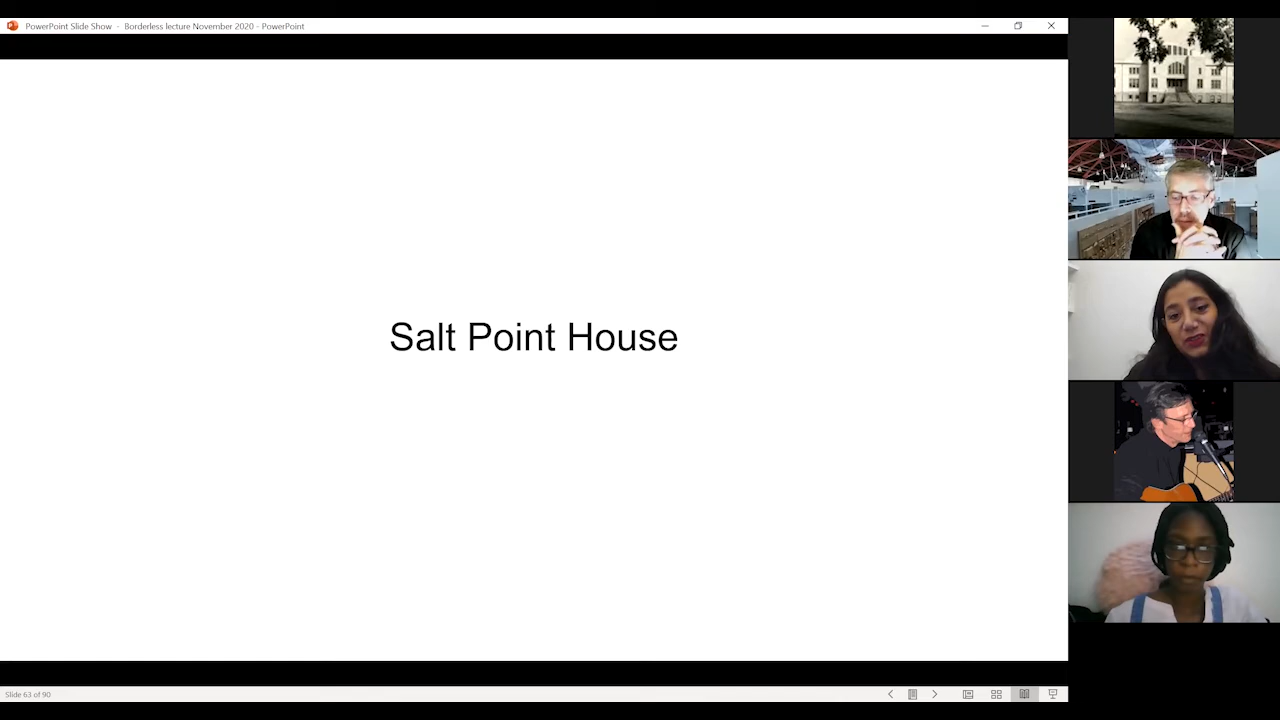 PowerPoint Slide Show - Borderless lecture November 2020 - PowerPoint
Salt Point House
Slide 63 of 90